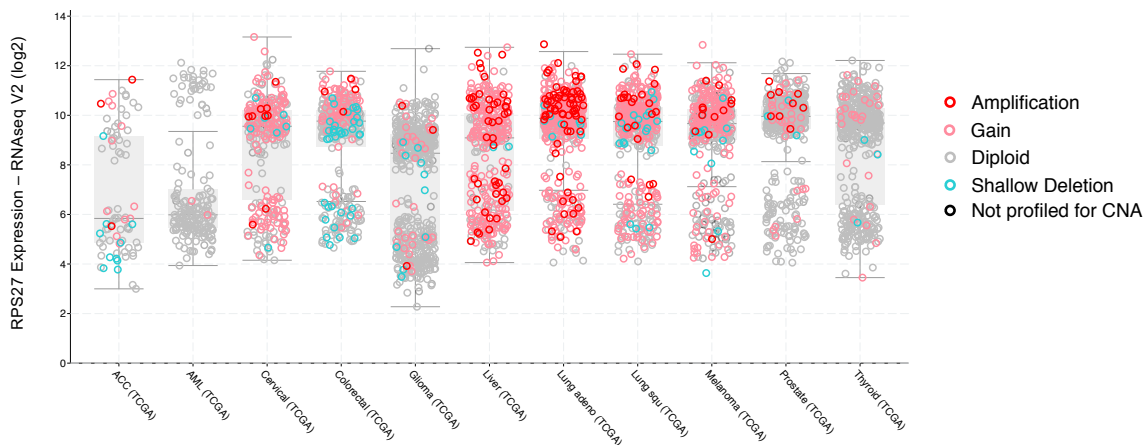 RPS27 Expression – RNAseq V2 (log2)
14
12
10
8
6
4
2
0
ACC (TCGA)
AML (TCGA)
Cervical (TCGA)
Colorectal (TCGA)
Glioma (TCGA)
Liver (TCGA)
Lung adeno (TCGA)
Lung squ (TCGA)
Melanoma (TCGA)
Prostate (TCGA)
Thyroid (TCGA)
Amplification
Gain
Diploid
Shallow Deletion
Not profiled for CNA